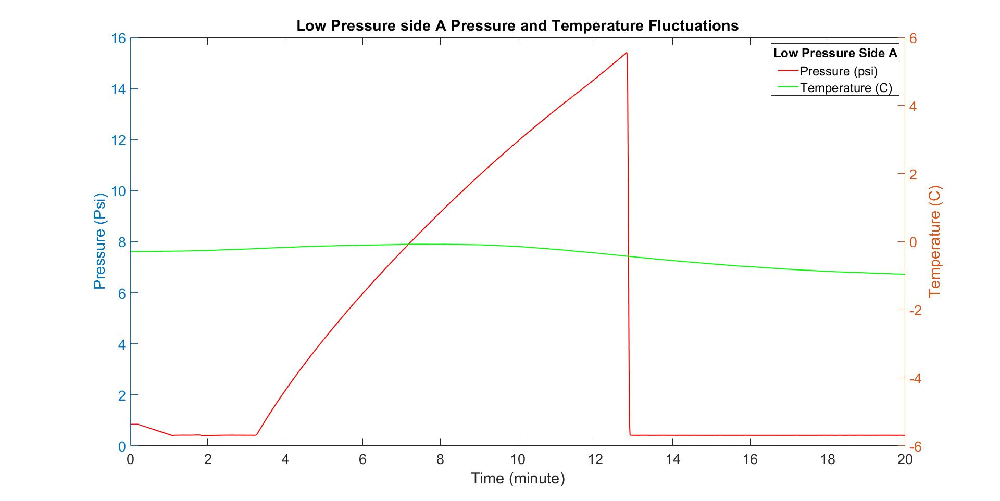 Low Pressure side A Pressure and Temperature Fluctuations
Low Pressure Side A
Pressure (psi)
Temperature (C)
Pressure (Psi)
16
14
12
10
8
6
4
2
0
Temperature (C)
6
4
2
0
-2
-4
-6
0 2 4 6 8 10 12 14 16 18 20
Time (minute)